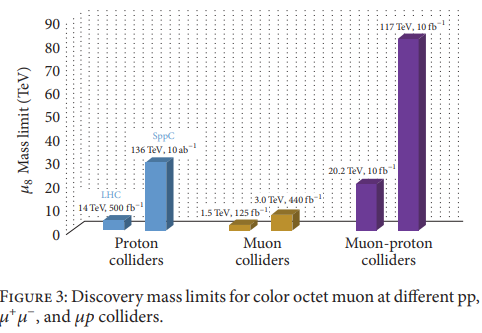 90
80
70
60
50
40
30
20
10
0
μ₈ Mass limit (TeV)
117 TeV, 10 fb⁻¹
SppC
136 TeV, 10 ab⁻¹
20.2 TeV, 10 fb⁻¹
LHC
14 TeV, 500 fb⁻¹
1.5 TeV, 125 fb⁻¹
3.0 TeV, 440 fb⁻¹
Proton
colliders
Muon
colliders
Muon-proton
colliders
FIGURE 3: Discovery mass limits for color octet muon at different pp,
μ⁺μ⁻, and μp colliders.